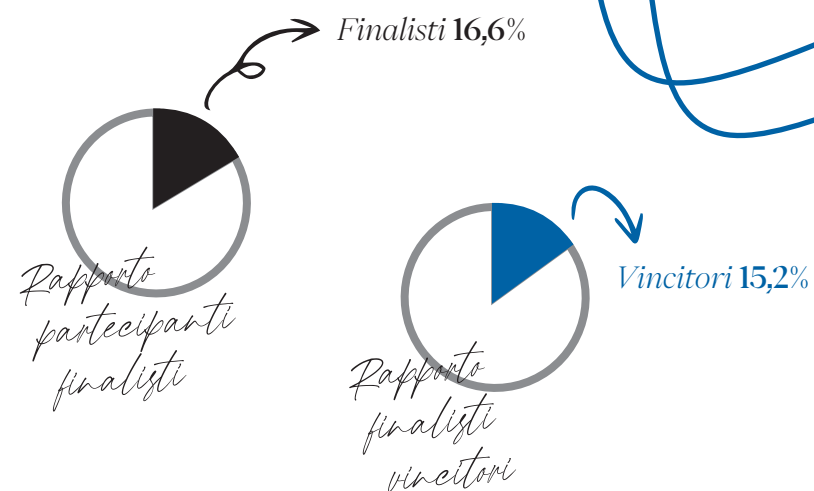 Finalisti 16,6%
Rapporto
partecipanti
finalisti
Vincitori 15,2%
Rapporto
finalisti
vincitori